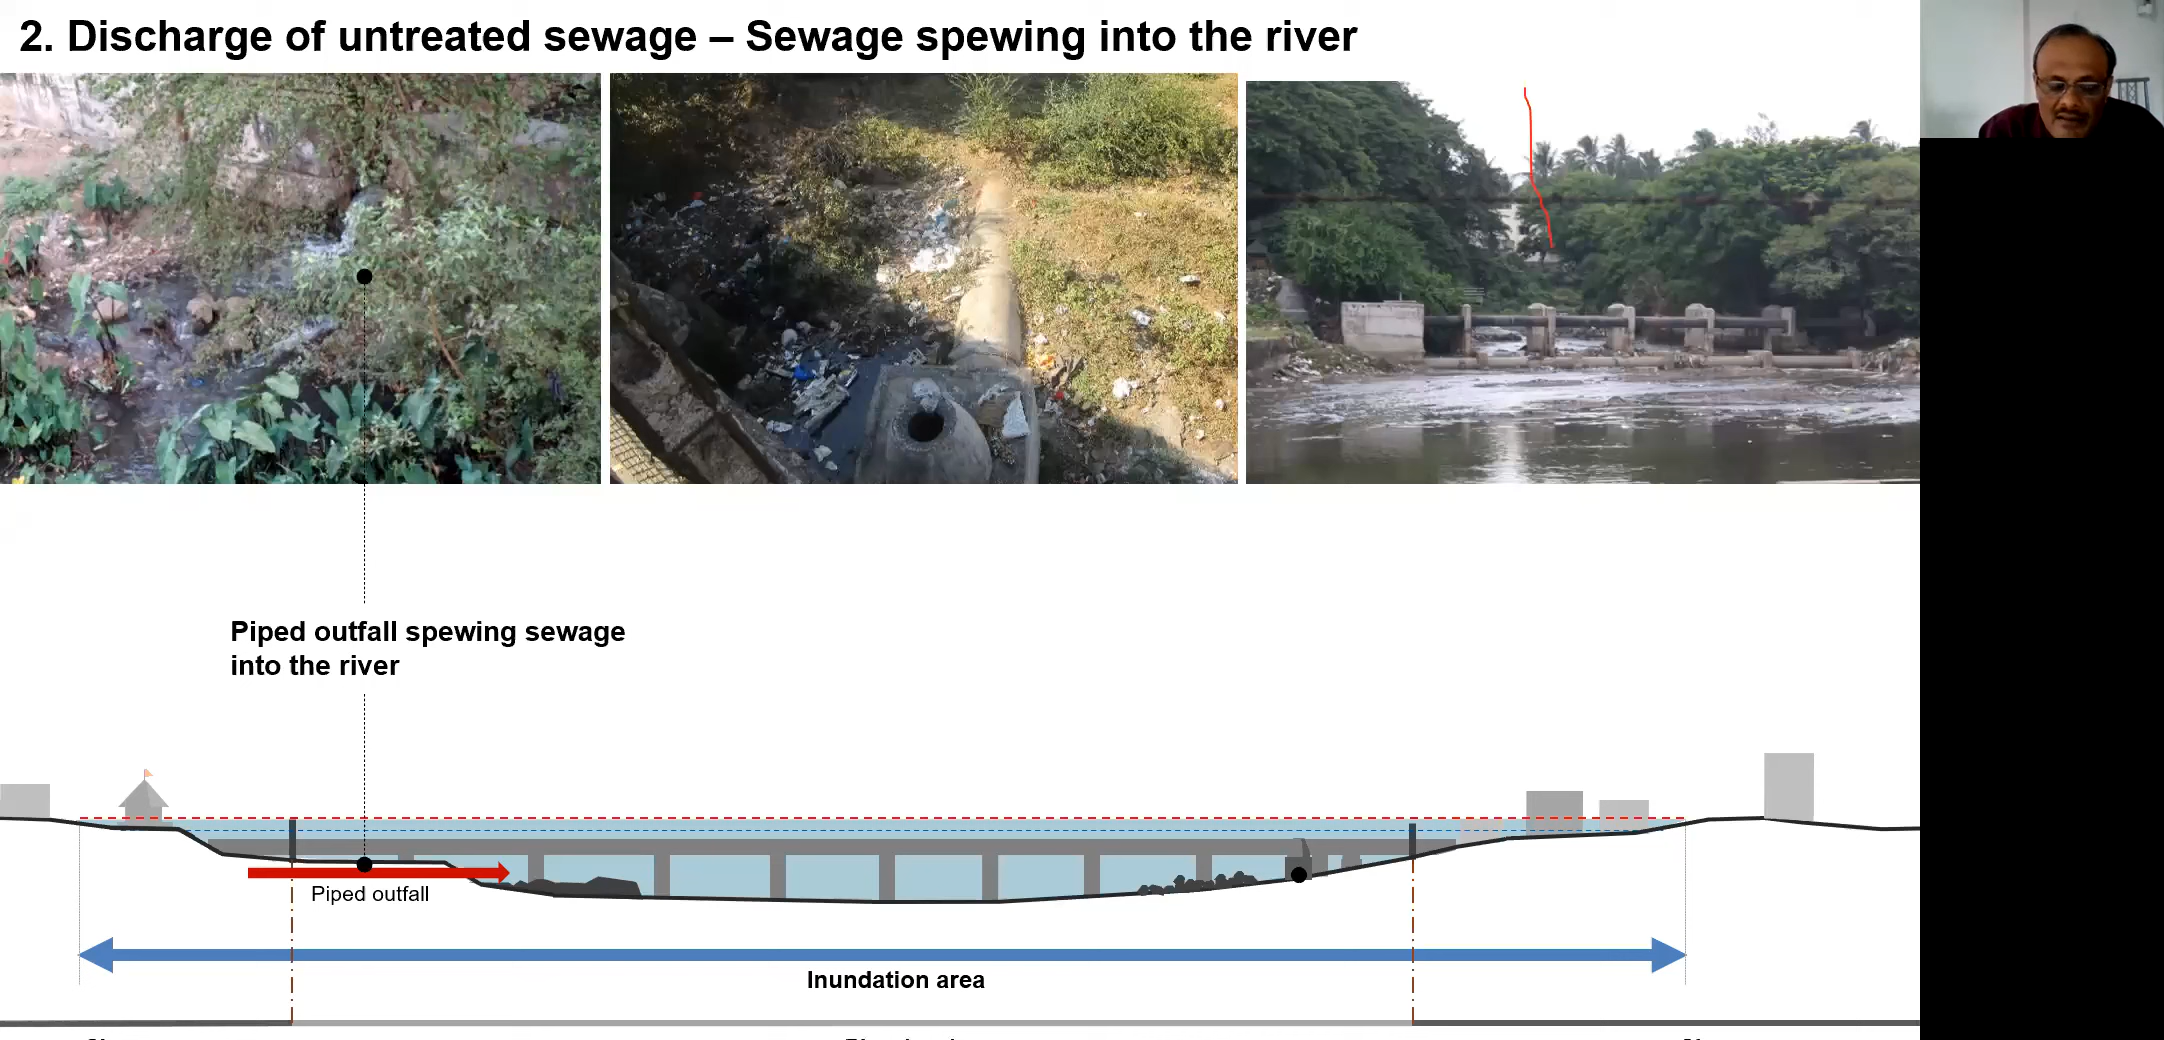 2. Discharge of untreated sewage – Sewage spewing into the river
Piped outfall spewing sewage
into the river
Piped outfall
Inundation area